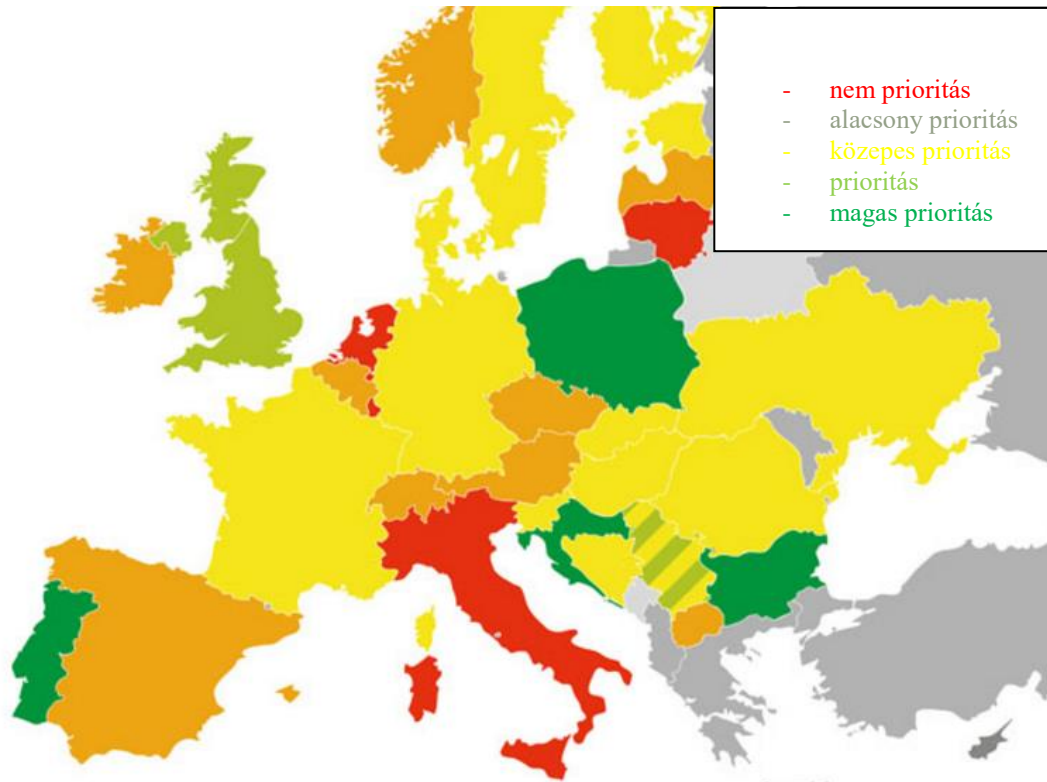 - nem prioritás
- alacsony prioritás
- közepes prioritás
- prioritás
- magas prioritás